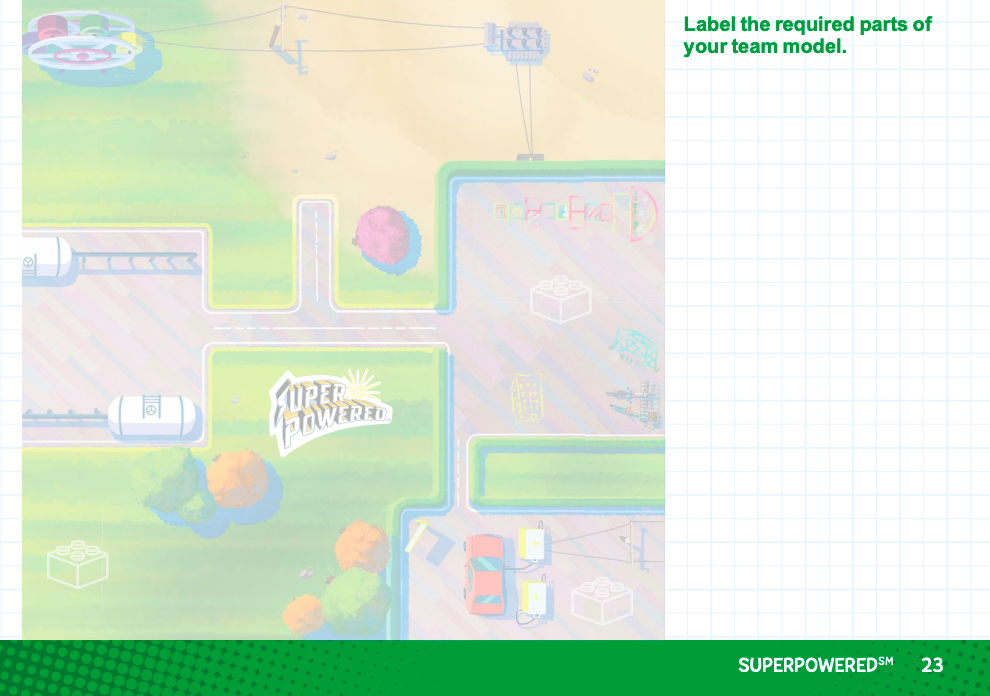 Label the required parts of
your team model.
SUPER
POWERED
SUPERPOWERED℠ 23